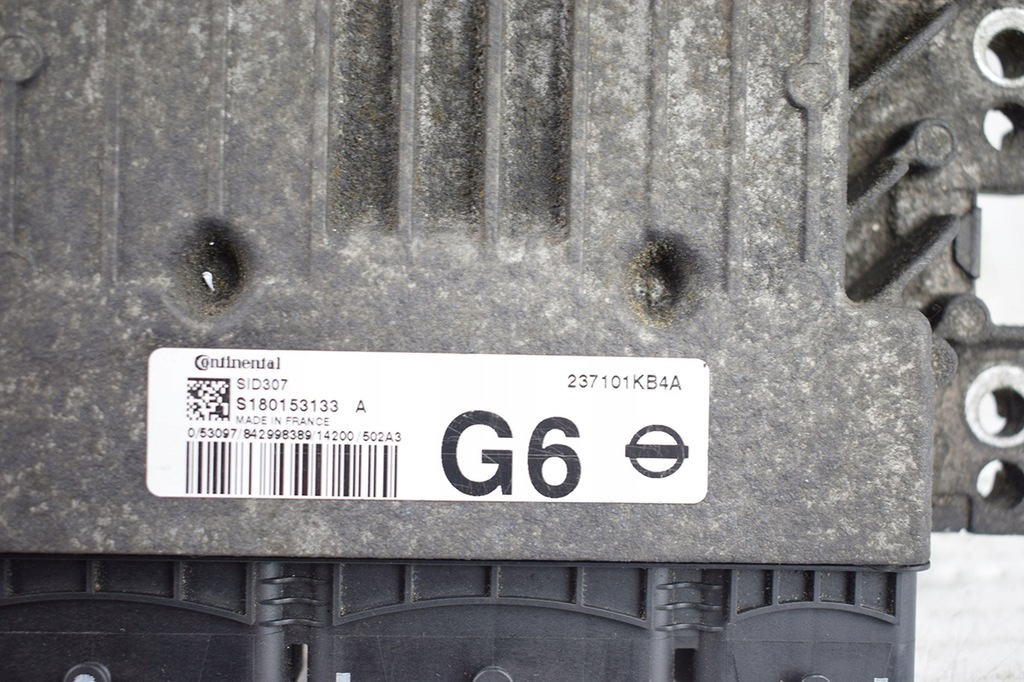 Continental
SID307
237101KB4A
S180153133 A
MADE IN FRANCE
0/53097/842998389/14200/502A3
G6